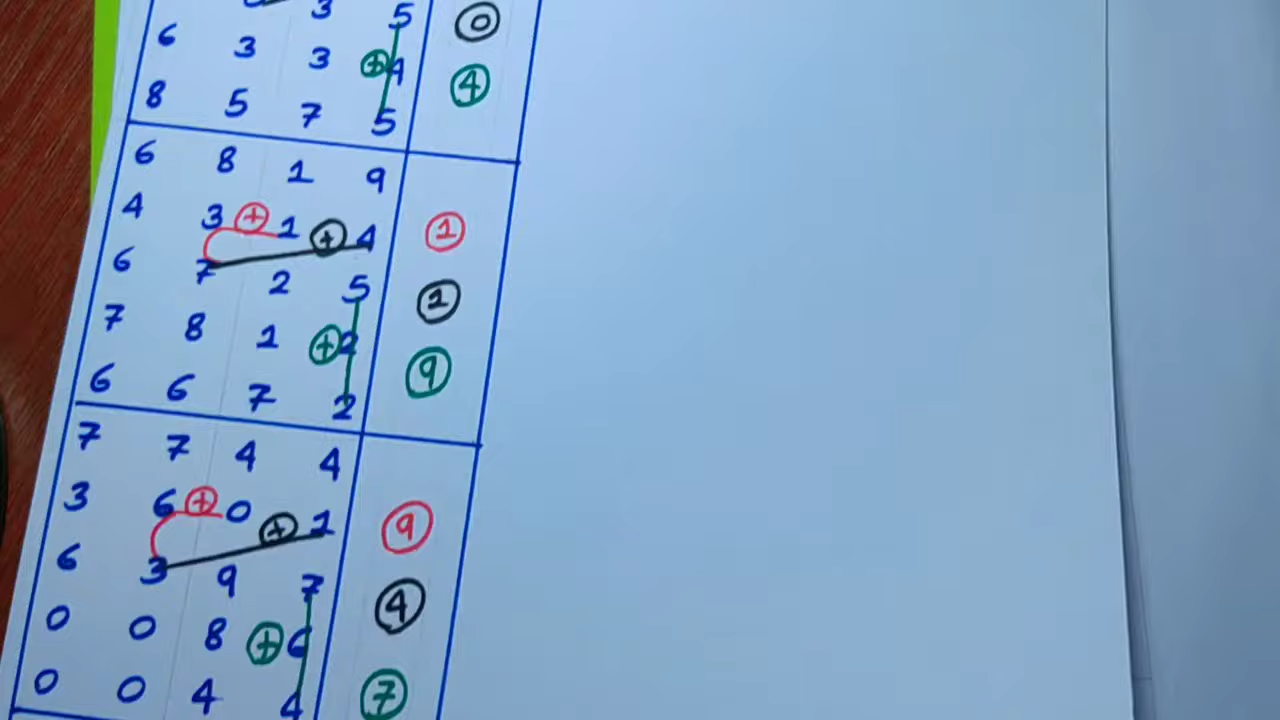 3 5 0
6 3 3 + 4 4
8 5 7 5
6 8 1 9
4 3 + 1 + 4 1
6 7 2 5 1
7 8 1 + 2 9
6 6 7 2
7 7 4 4
3 6 + 0 + 1 9
6 3 9 7 4
0 0 8 + 6
0 0 4 4 7